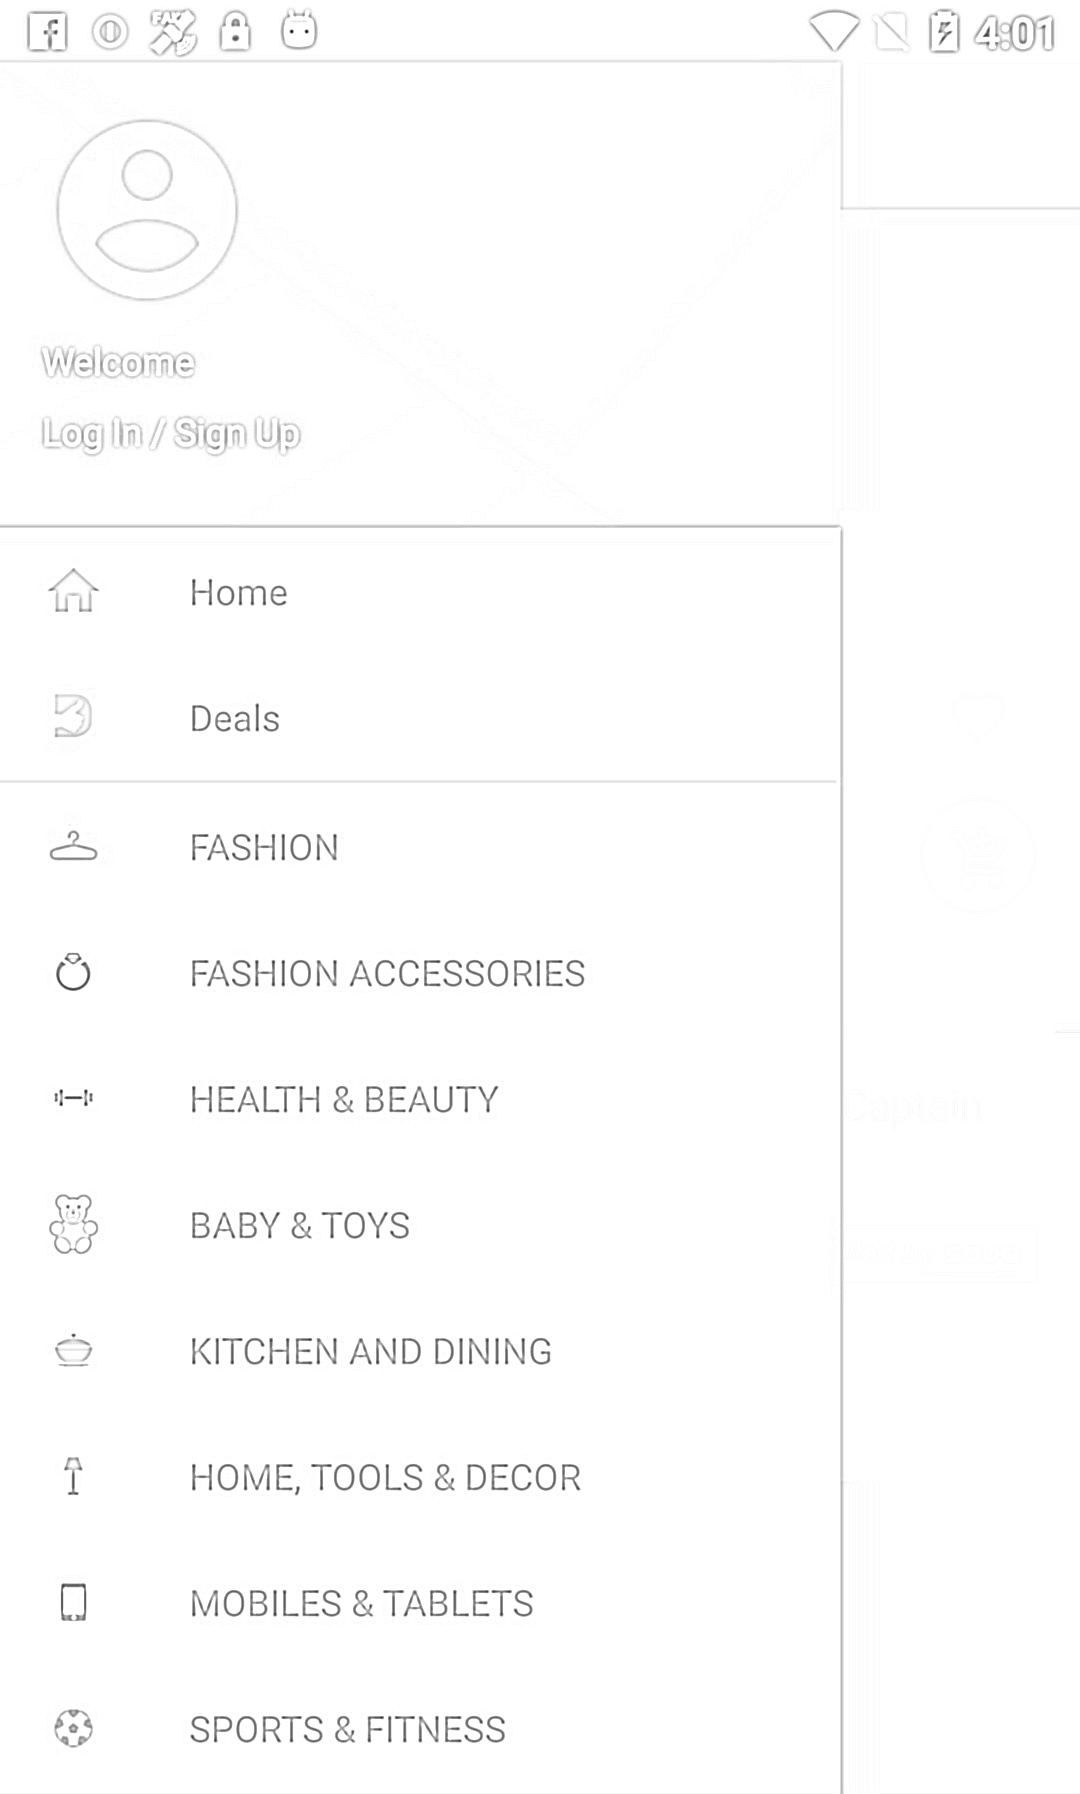 4:01
Welcome
Log In / Sign Up
Home
Deals
FASHION
FASHION ACCESSORIES
HEALTH & BEAUTY
Captain
BABY & TOYS
KITCHEN AND DINING
HOME, TOOLS & DECOR
MOBILES & TABLETS
SPORTS & FITNESS